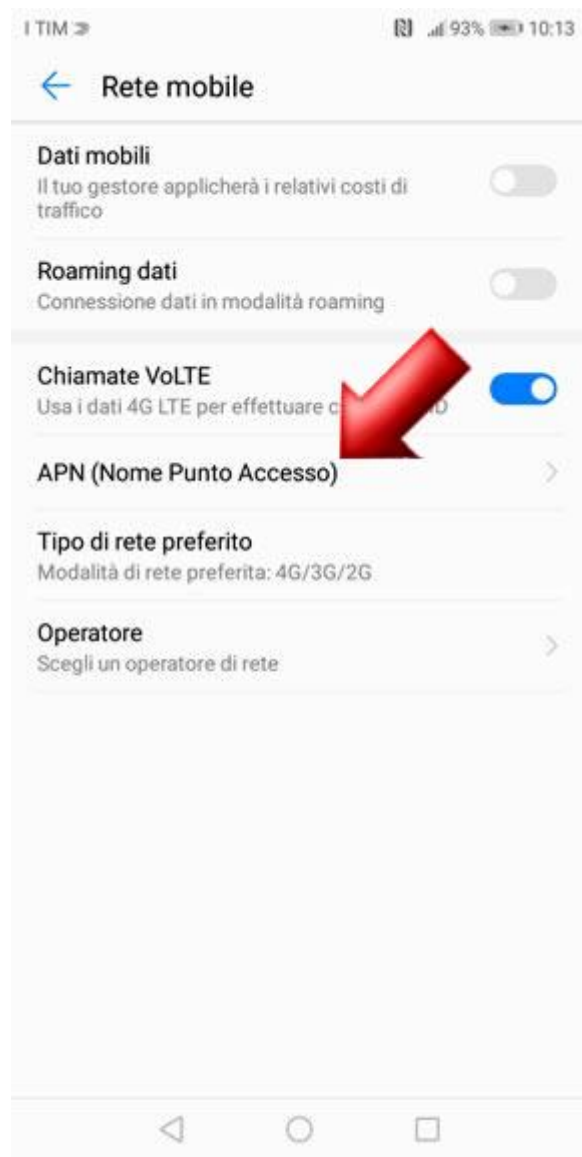 I TIM
93% 10:13
Rete mobile
Dati mobili
Il tuo gestore applicherà i relativi costi di
traffico
Roaming dati
Connessione dati in modalità roaming
Chiamate VoLTE
Usa i dati 4G LTE per effettuare
APN (Nome Punto Accesso)
Tipo di rete preferito
Modalità di rete preferita: 4G/3G/2G
Operatore
Scegli un operatore di rete